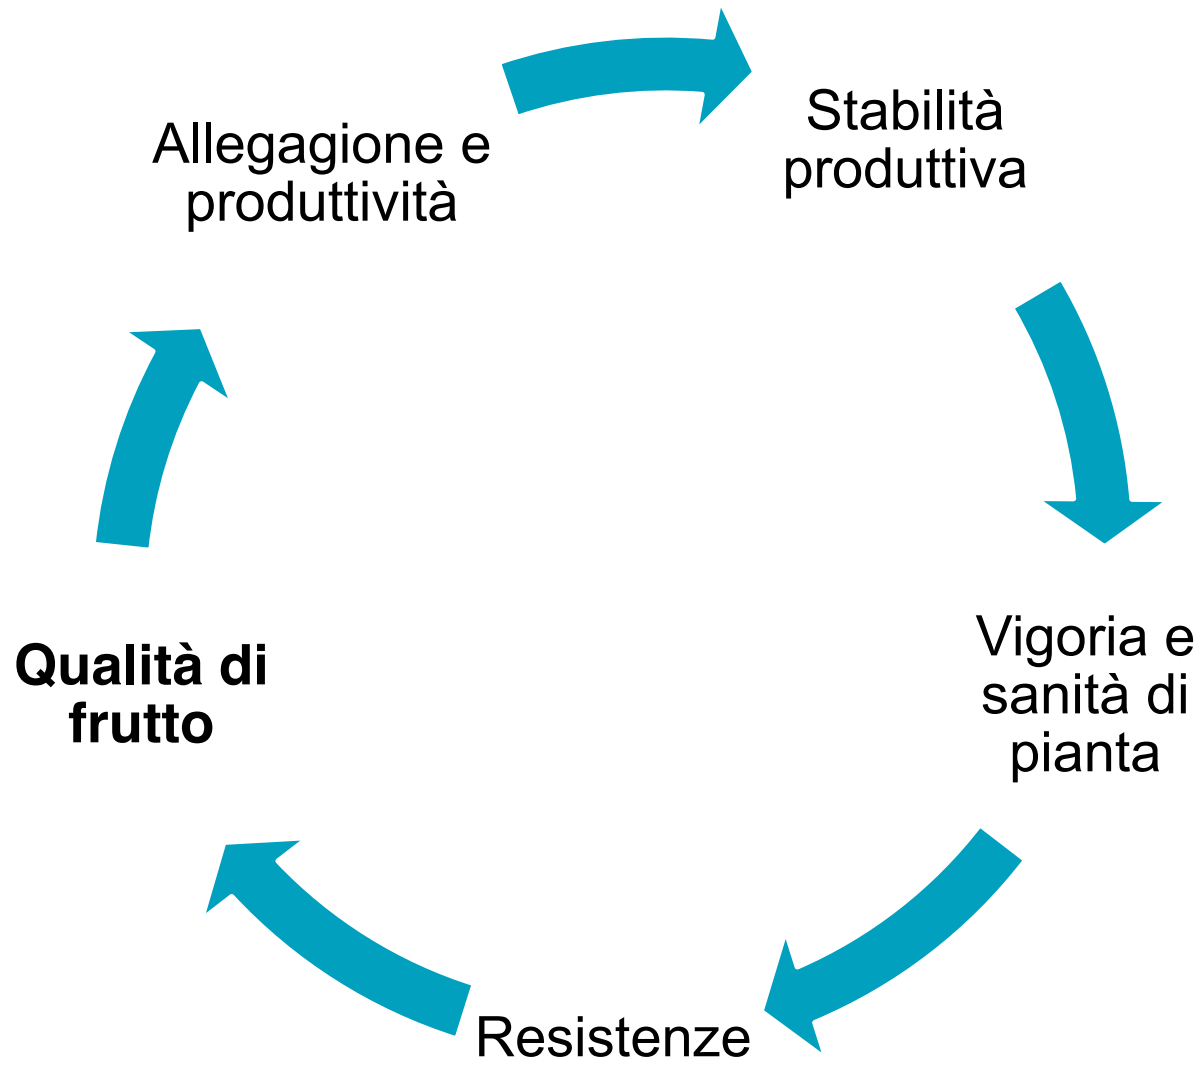 Allegagione e
produttività
Stabilità
produttiva
Vigoria e
sanità di
pianta
Resistenze
Qualità di
frutto